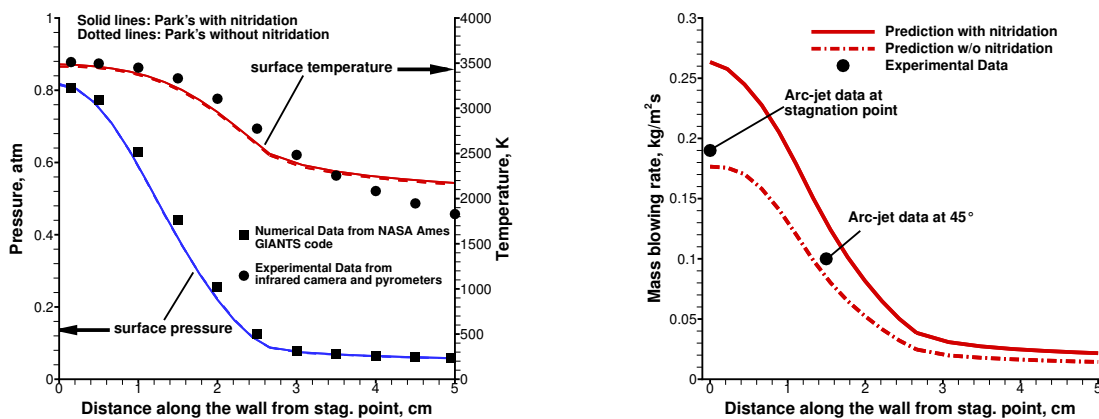 Solid lines: Park's with nitridation
Dotted lines: Park's without nitridation
surface temperature
Numerical Data from NASA Ames
GIANTS code
Experimental Data from
infrared camera and pyrometers
surface pressure
Pressure, atm
1
0.8
0.6
0.4
0.2
0
Temperature, K
4000
3500
3000
2500
2000
1500
1000
500
0
0 1 2 3 4 5
Distance along the wall from stag. point, cm
Prediction with nitridation
Prediction w/o nitridation
Experimental Data
Arc-jet data at
stagnation point
Arc-jet data at 45°
Mass blowing rate, kg/m²s
0.3
0.25
0.2
0.15
0.1
0.05
0
0 1 2 3 4 5
Distance along the wall from stag. point, cm